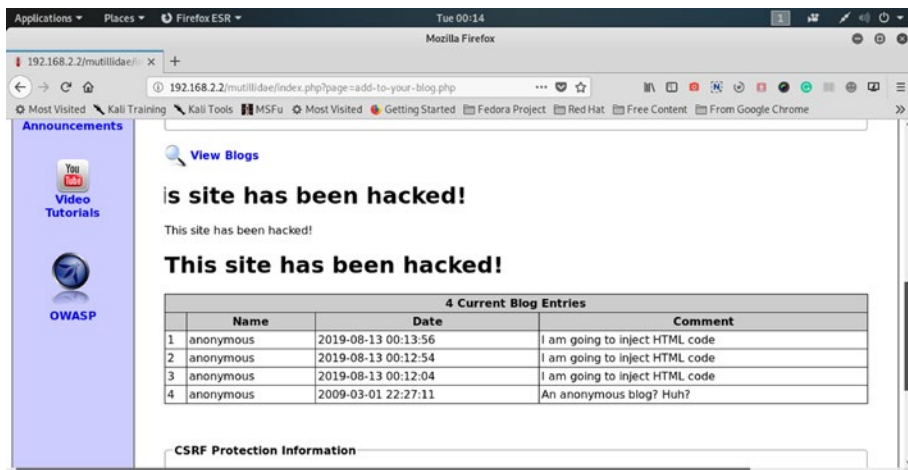 Applications Places Firefox ESR Tue 00:14 1
Mozilla Firefox
192.168.2.2/mutillidae/
192.168.2.2/mutillidae/index.php?page=add-to-your-blog.php
Most Visited Kali Training Kali Tools MSFu Most Visited Getting Started Fedora Project Red Hat Free Content From Google Chrome
Announcements
View Blogs
You
Tube
Video
Tutorials
is site has been hacked!
This site has been hacked!
This site has been hacked!
OWASP
4 Current Blog Entries
Name Date Comment
1 anonymous 2019-08-13 00:13:56 I am going to inject HTML code
2 anonymous 2019-08-13 00:12:54 I am going to inject HTML code
3 anonymous 2019-08-13 00:12:04 I am going to inject HTML code
4 anonymous 2009-03-01 22:27:11 An anonymous blog? Huh?
CSRF Protection Information